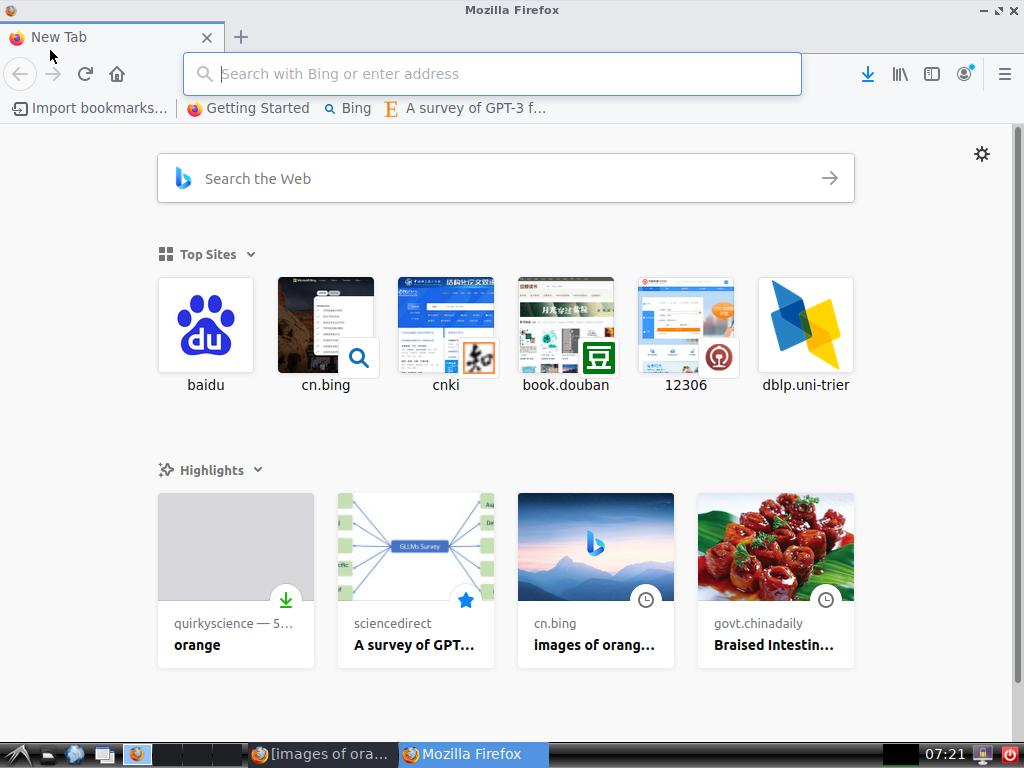 Mozilla Firefox
New Tab
Search with Bing or enter address
Import bookmarks...
Getting Started
Bing
A survey of GPT-3 f...
Search the Web
Top Sites
du
baidu
cn.bing
cnki
book.douban
12306
dblp.uni-trier
Highlights
GLLMs Survey
quirkyscience — 5...
orange
sciencedirect
A survey of GPT...
cn.bing
images of orang...
govt.chinadaily
Braised Intestin...
[images of ora...
Mozilla Firefox
07:21